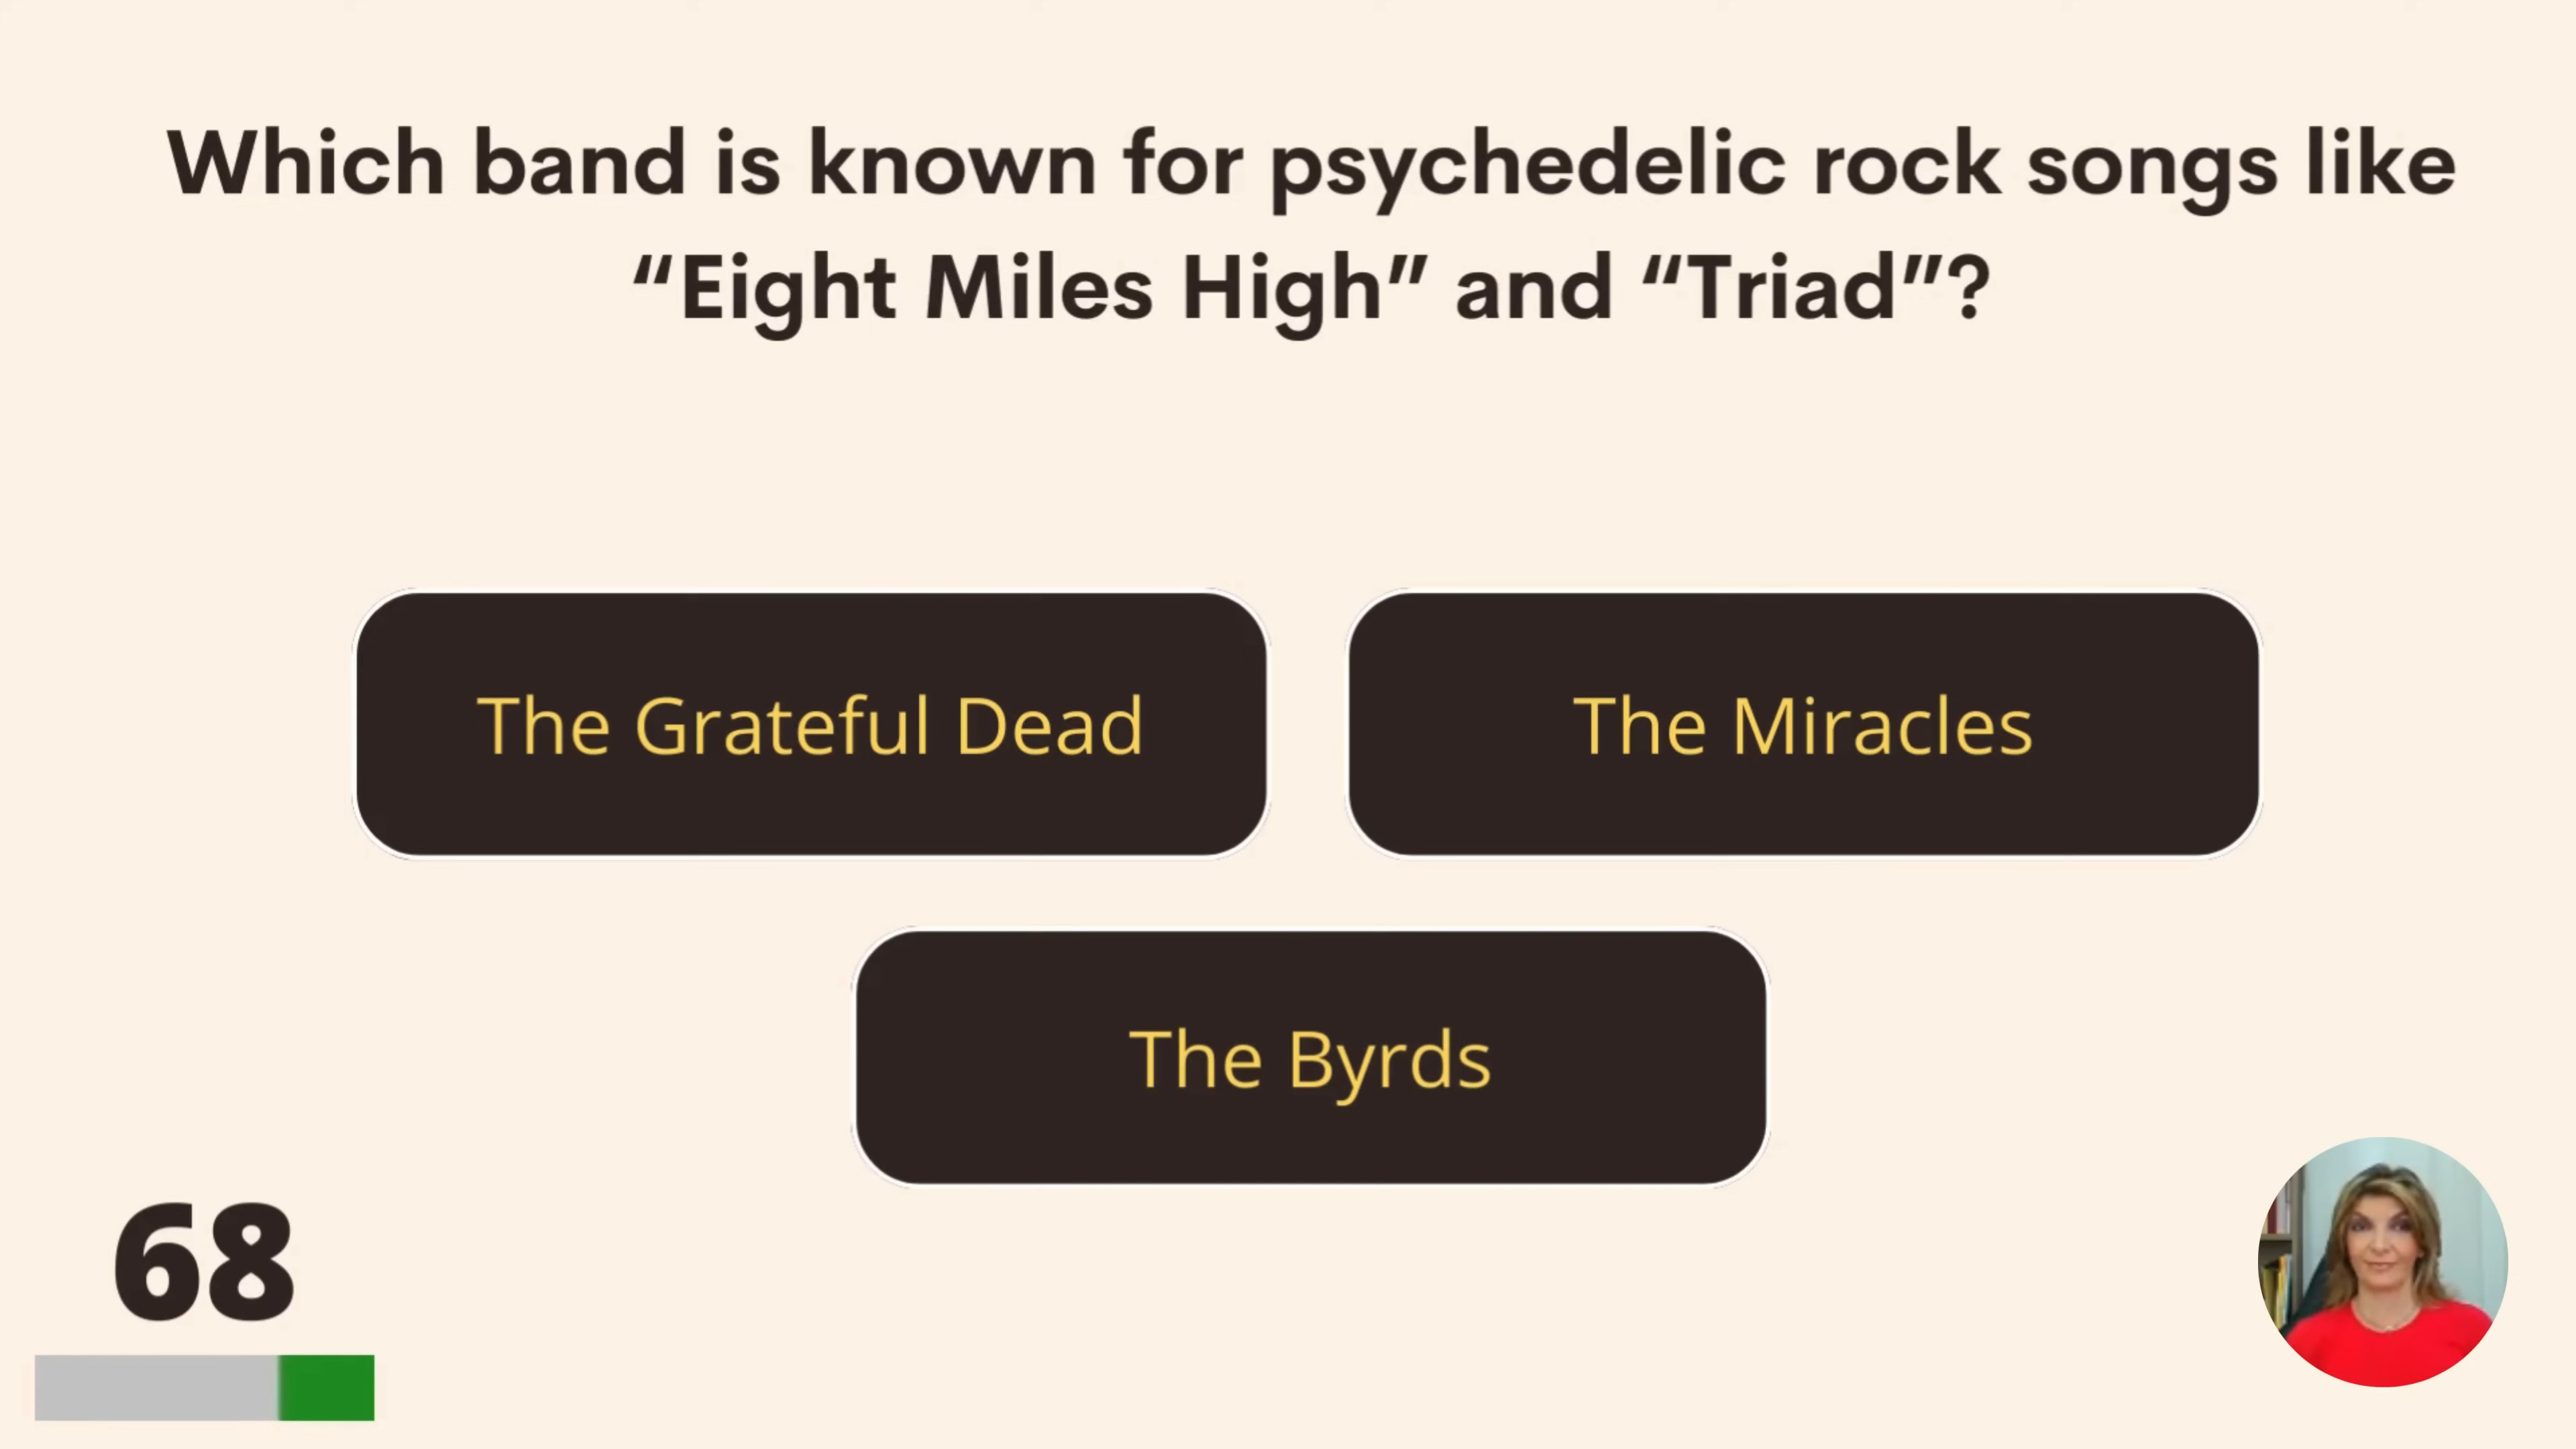 Which band is known for psychedelic rock songs like
“Eight Miles High” and “Triad”?
The Grateful Dead
The Miracles
The Byrds
68